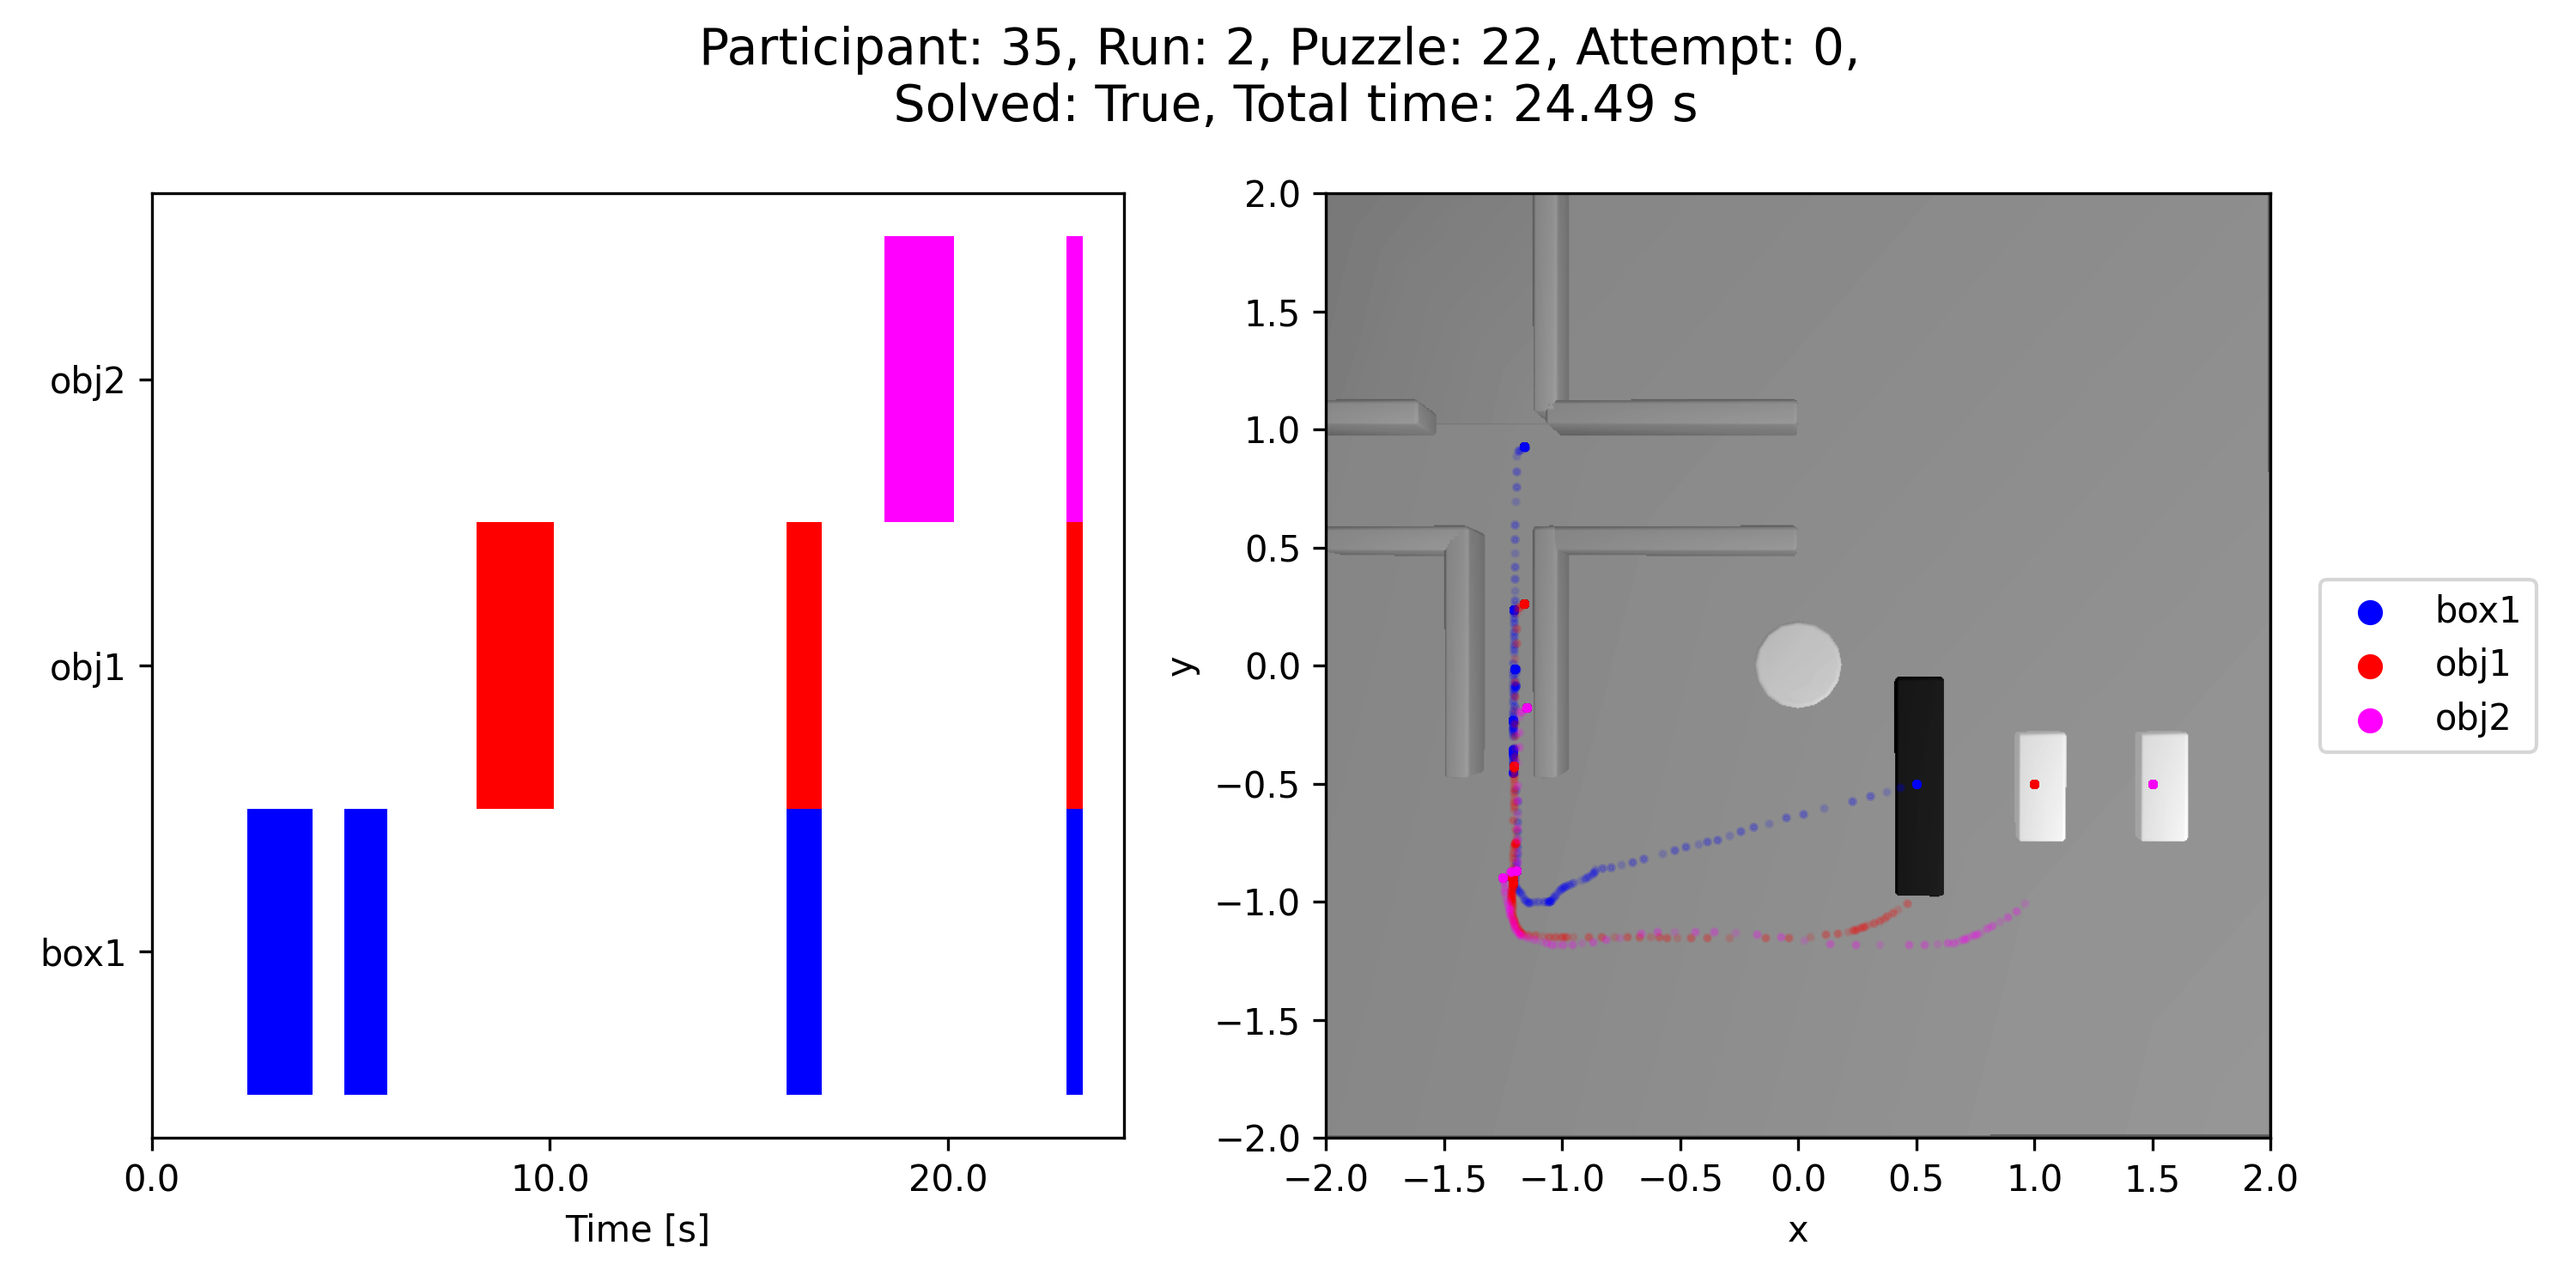 Participant: 35, Run: 2, Puzzle: 22, Attempt: 0,
Solved: True, Total time: 24.49 s
obj2
obj1
box1
0.0 10.0 20.0
Time [s]
2.0
1.5
1.0
0.5
0.0
−0.5
−1.0
−1.5
−2.0
y
−2.0 −1.5 −1.0 −0.5 0.0 0.5 1.0 1.5 2.0
x
box1
obj1
obj2